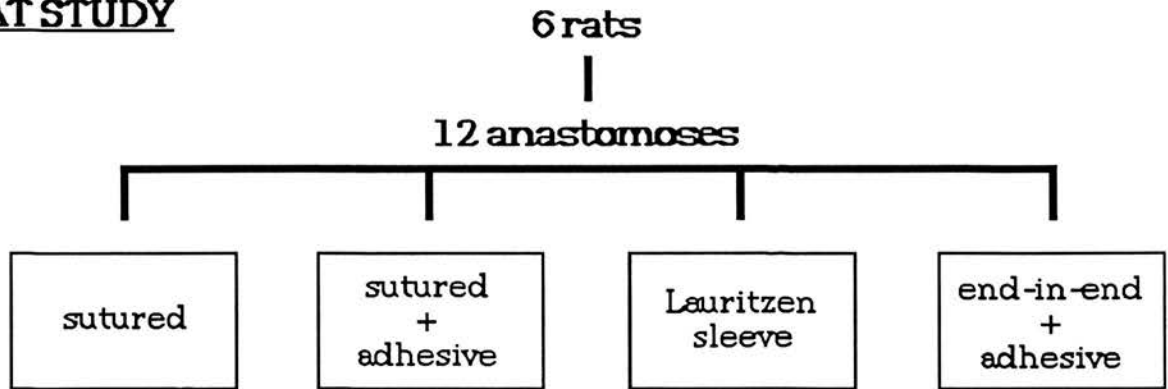 AT STUDY
6 rats
12 anastomoses
sutured
sutured
+
adhesive
Lauritzen
sleeve
end-in-end
+
adhesive